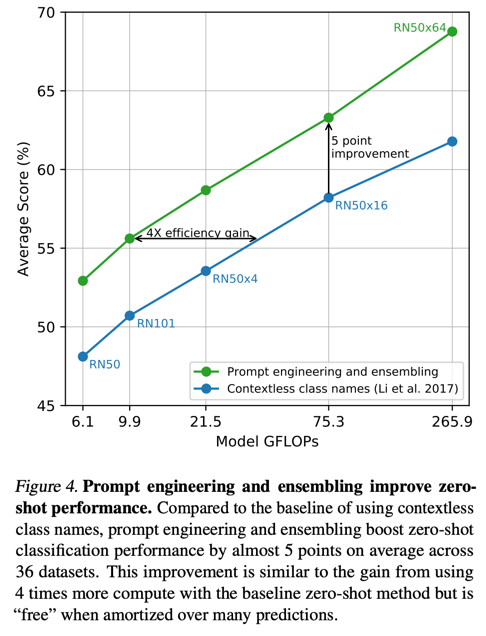 70
65
60
55
50
45
Average Score (%)
RN50x64
5 point
improvement
RN50x16
4X efficiency gain
RN50x4
RN101
RN50
Prompt engineering and ensembling
Contextless class names (Li et al. 2017)
6.1 9.9 21.5 75.3 265.9
Model GFLOPs
Figure 4. Prompt engineering and ensembling improve zero-
shot performance. Compared to the baseline of using contextless
class names, prompt engineering and ensembling boost zero-shot
classification performance by almost 5 points on average across
36 datasets. This improvement is similar to the gain from using
4 times more compute with the baseline zero-shot method but is
“free” when amortized over many predictions.